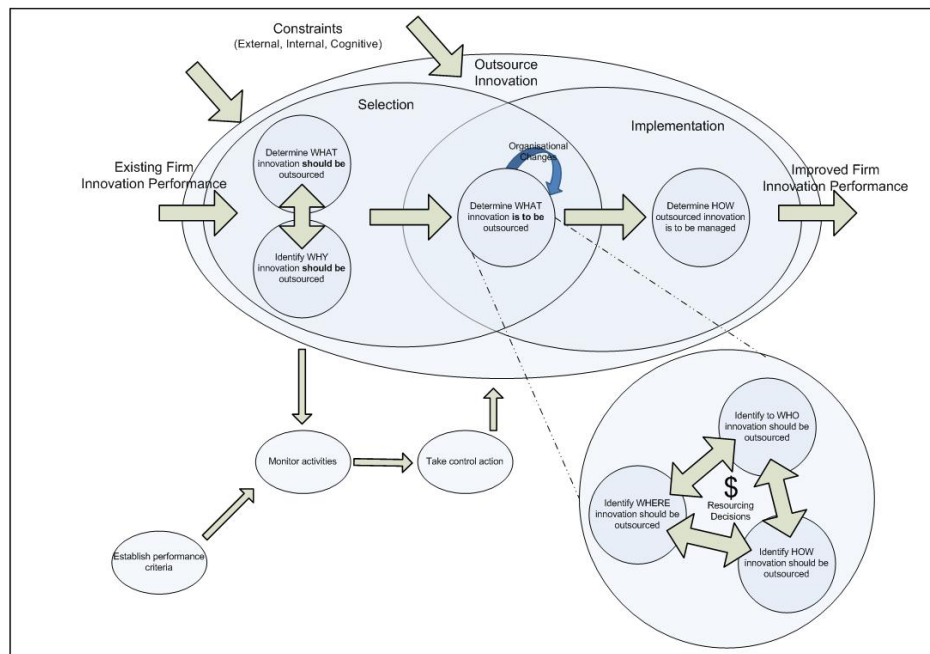 Constraints
(External, Internal, Cognitive)
Outsource
Innovation
Selection
Implementation
Existing Firm
Innovation Performance
Determine WHAT
innovation should be
outsourced
Identify WHY
innovation should be
outsourced
Organisational
Changes
Determine WHAT
innovation is to be
outsourced
Determine HOW
outsourced innovation
is to be managed
Improved Firm
Innovation Performance
Monitor activities
Take control action
Establish performance
criteria
Identify to WHO
innovation should be
outsourced
Identify WHERE
innovation should be
outsourced
$
Resourcing
Decisions
Identify HOW
innovation should be
outsourced